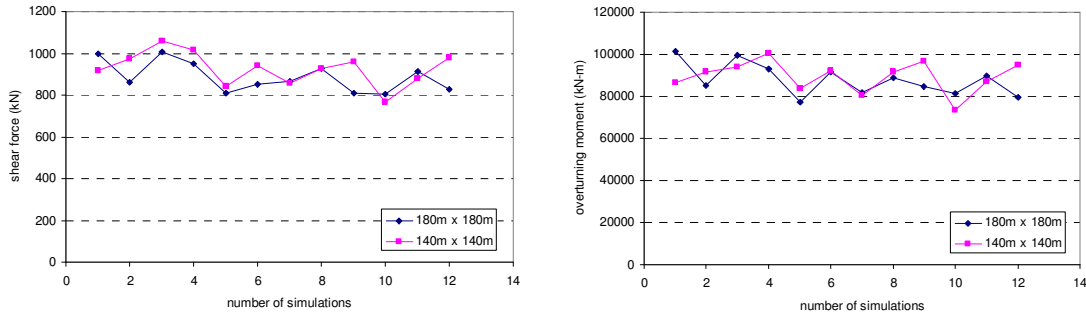 1200
1000
800
600
400
200
0
shear force (kN)
180m x 180m
140m x 140m
0 2 4 6 8 10 12 14
number of simulations
120000
100000
80000
60000
40000
20000
0
overturning moment (kN-m)
180m x 180m
140m x 140m
0 2 4 6 8 10 12 14
number of simulations